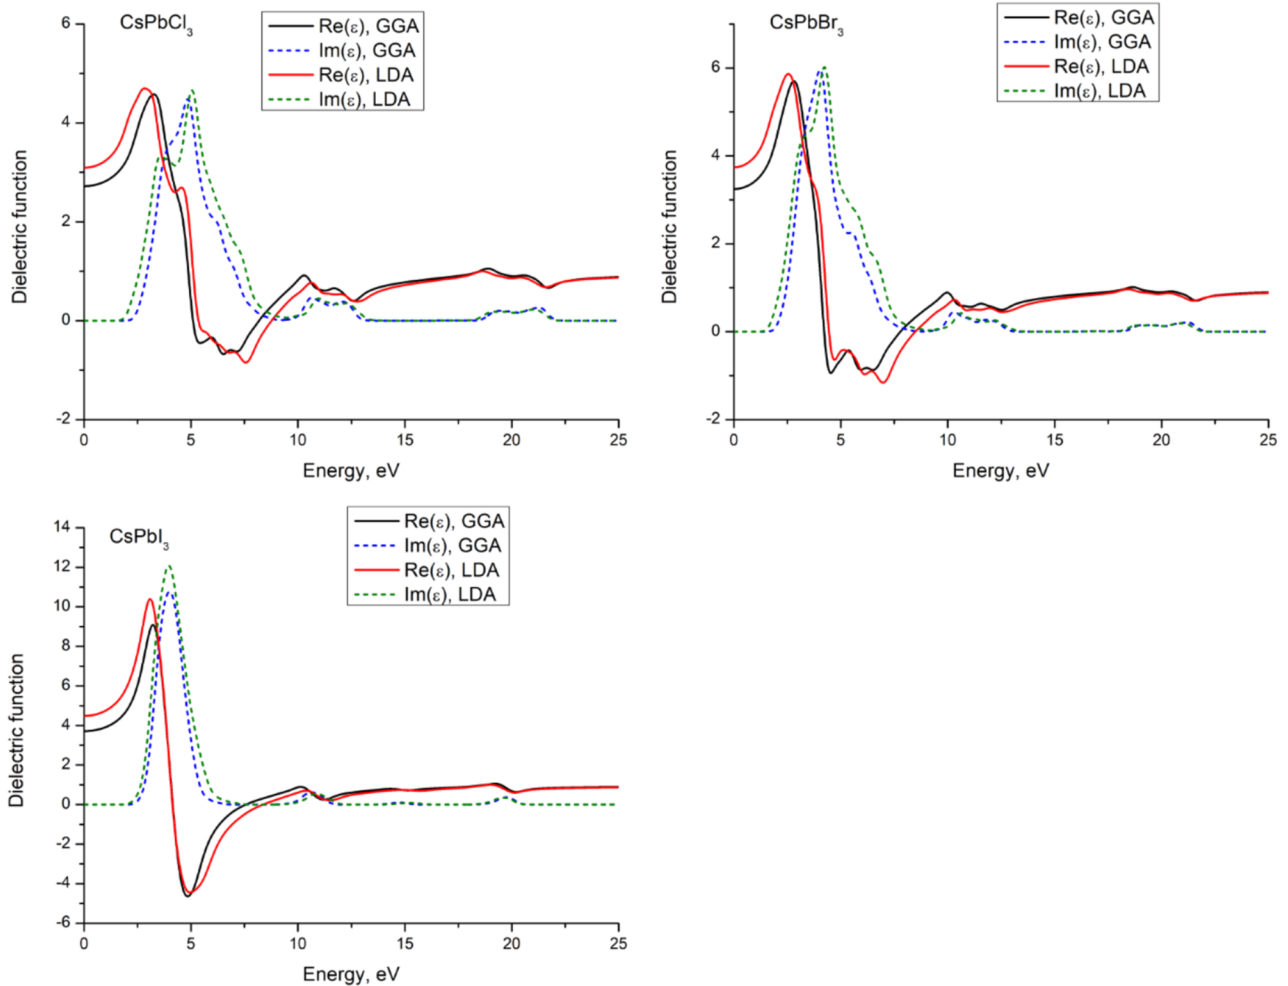 CsPbCl3
Re(ε), GGA
Im(ε), GGA
Re(ε), LDA
Im(ε), LDA
6
4
2
0
-2
Dielectric function
0 5 10 15 20 25
Energy, eV
CsPbBr3
Re(ε), GGA
Im(ε), GGA
Re(ε), LDA
Im(ε), LDA
6
4
2
0
-2
Dielectric function
0 5 10 15 20 25
Energy, eV
CsPbI3
Re(ε), GGA
Im(ε), GGA
Re(ε), LDA
Im(ε), LDA
14
12
10
8
6
4
2
0
-2
-4
-6
Dielectric function
0 5 10 15 20 25
Energy, eV